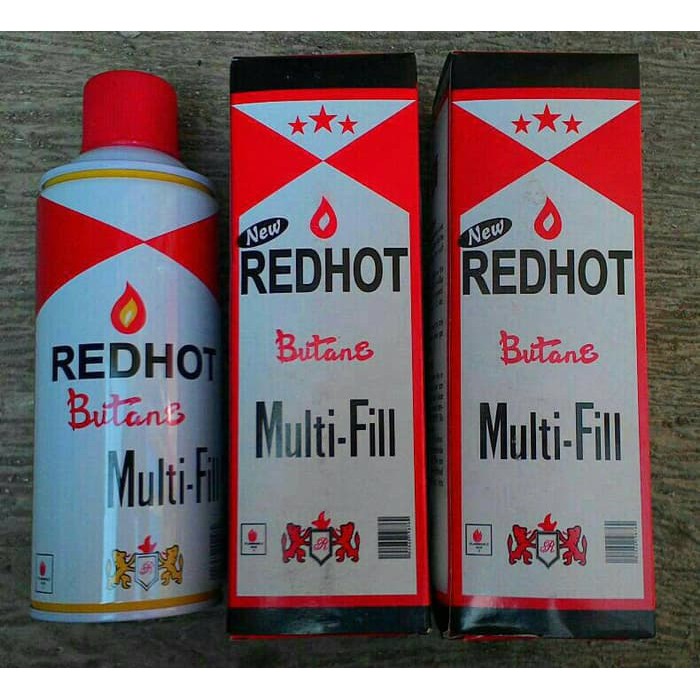 REDHOT
Butane
Multi-Fill
R
New
REDHOT
Butane
Multi-Fill
R
New
REDHOT
Butane
Multi-Fill
R